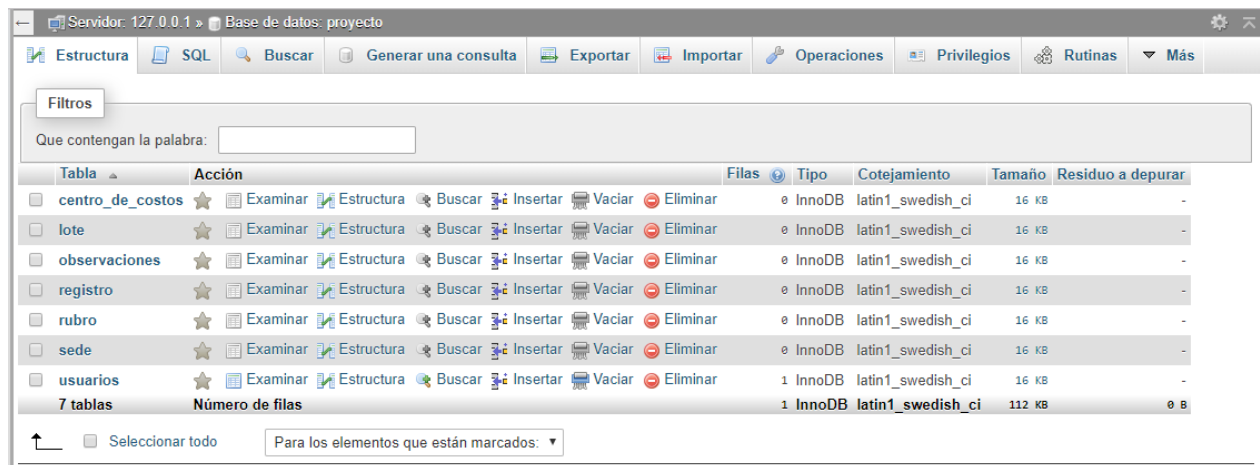 Servidor: 127.0.0.1 » Base de datos: proyecto
Estructura SQL Buscar Generar una consulta Exportar Importar Operaciones Privilegios Rutinas Más
Filtros
Que contengan la palabra:
Tabla Acción Filas Tipo Cotejamiento Tamaño Residuo a depurar
centro_de_costos Examinar Estructura Buscar Insertar Vaciar Eliminar 0 InnoDB latin1_swedish_ci 16 KB -
lote Examinar Estructura Buscar Insertar Vaciar Eliminar 0 InnoDB latin1_swedish_ci 16 KB -
observaciones Examinar Estructura Buscar Insertar Vaciar Eliminar 0 InnoDB latin1_swedish_ci 16 KB -
registro Examinar Estructura Buscar Insertar Vaciar Eliminar 0 InnoDB latin1_swedish_ci 16 KB -
rubro Examinar Estructura Buscar Insertar Vaciar Eliminar 0 InnoDB latin1_swedish_ci 16 KB -
sede Examinar Estructura Buscar Insertar Vaciar Eliminar 0 InnoDB latin1_swedish_ci 16 KB -
usuarios Examinar Estructura Buscar Insertar Vaciar Eliminar 1 InnoDB latin1_swedish_ci 16 KB -
7 tablas Número de filas 1 InnoDB latin1_swedish_ci 112 KB 0 B
Seleccionar todo Para los elementos que están marcados: